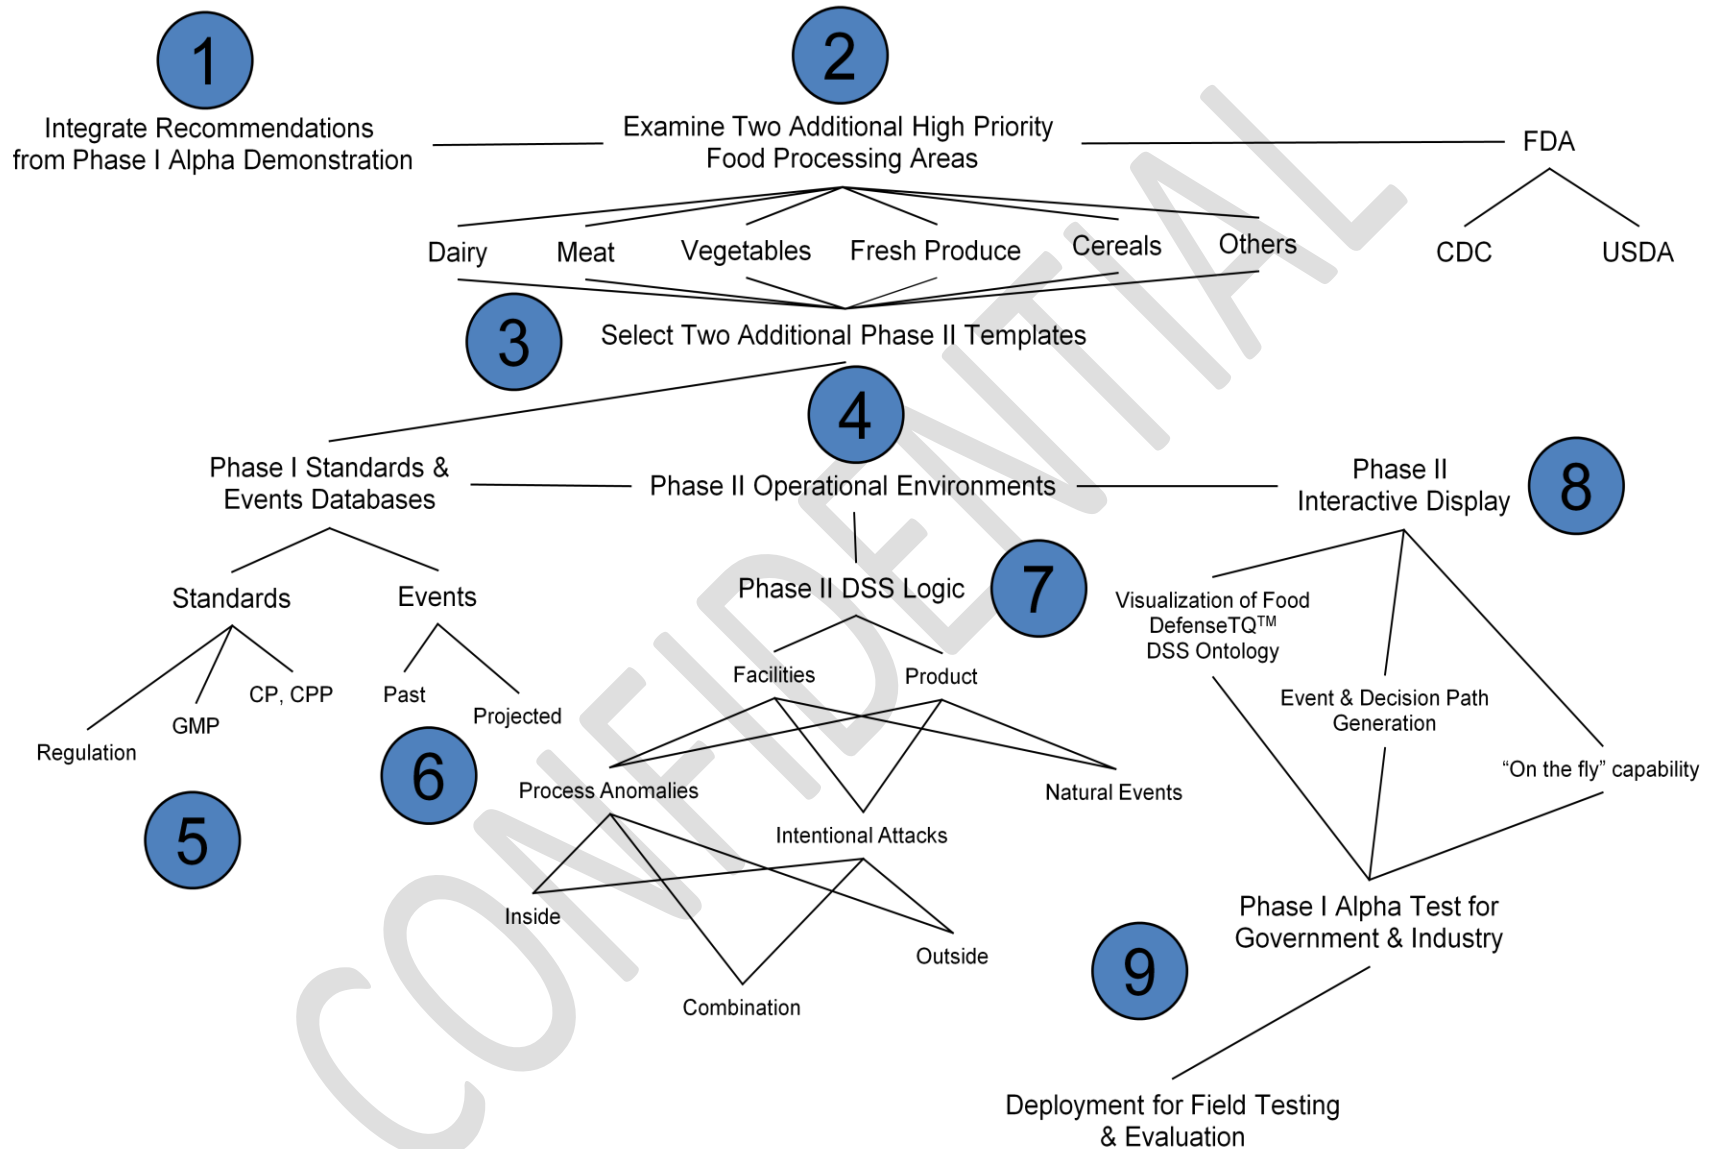 1
Integrate Recommendations
from Phase I Alpha Demonstration
2
Examine Two Additional High Priority
Food Processing Areas
FDA
CDC
USDA
Dairy
Meat
Vegetables
Fresh Produce
Cereals
Others
3
Select Two Additional Phase II Templates
4
Phase I Standards &
Events Databases
Phase II Operational Environments
Phase II
Interactive Display
8
Standards
Events
Regulation
GMP
CP, CPP
Past
Projected
5
6
Phase II DSS Logic
7
Facilities
Product
Process Anomalies
Intentional Attacks
Natural Events
Inside
Combination
Outside
Visualization of Food
DefenseTQ™
DSS Ontology
Event & Decision Path
Generation
“On the fly” capability
Phase I Alpha Test for
Government & Industry
9
Deployment for Field Testing
& Evaluation
CONFIDENTIAL